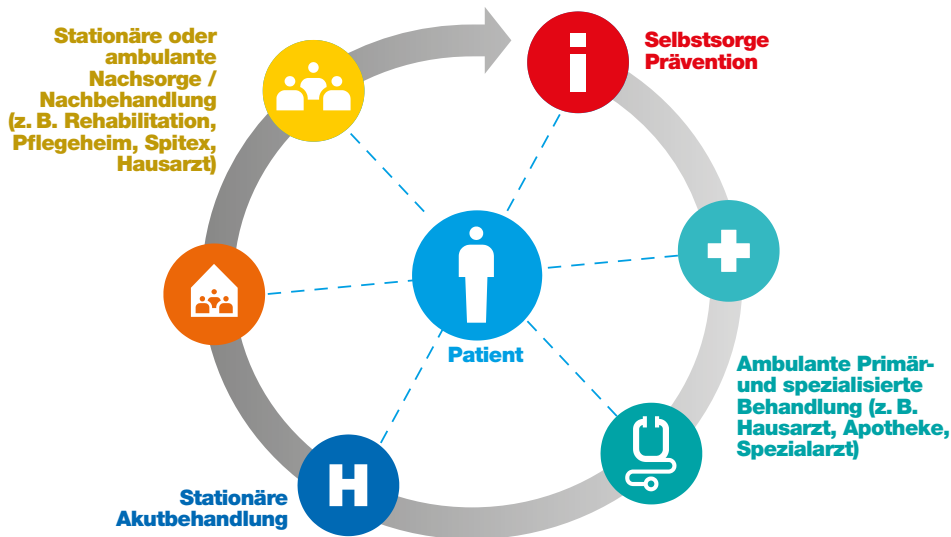 Stationäre oder
ambulante
Nachsorge /
Nachbehandlung
(z. B. Rehabilitation,
Pflegeheim, Spitex,
Hausarzt)
Selbstsorge
Prävention
Patient
Ambulante Primär-
und spezialisierte
Behandlung (z. B.
Hausarzt, Apotheke,
Spezialarzt)
H
Stationäre
Akutbehandlung